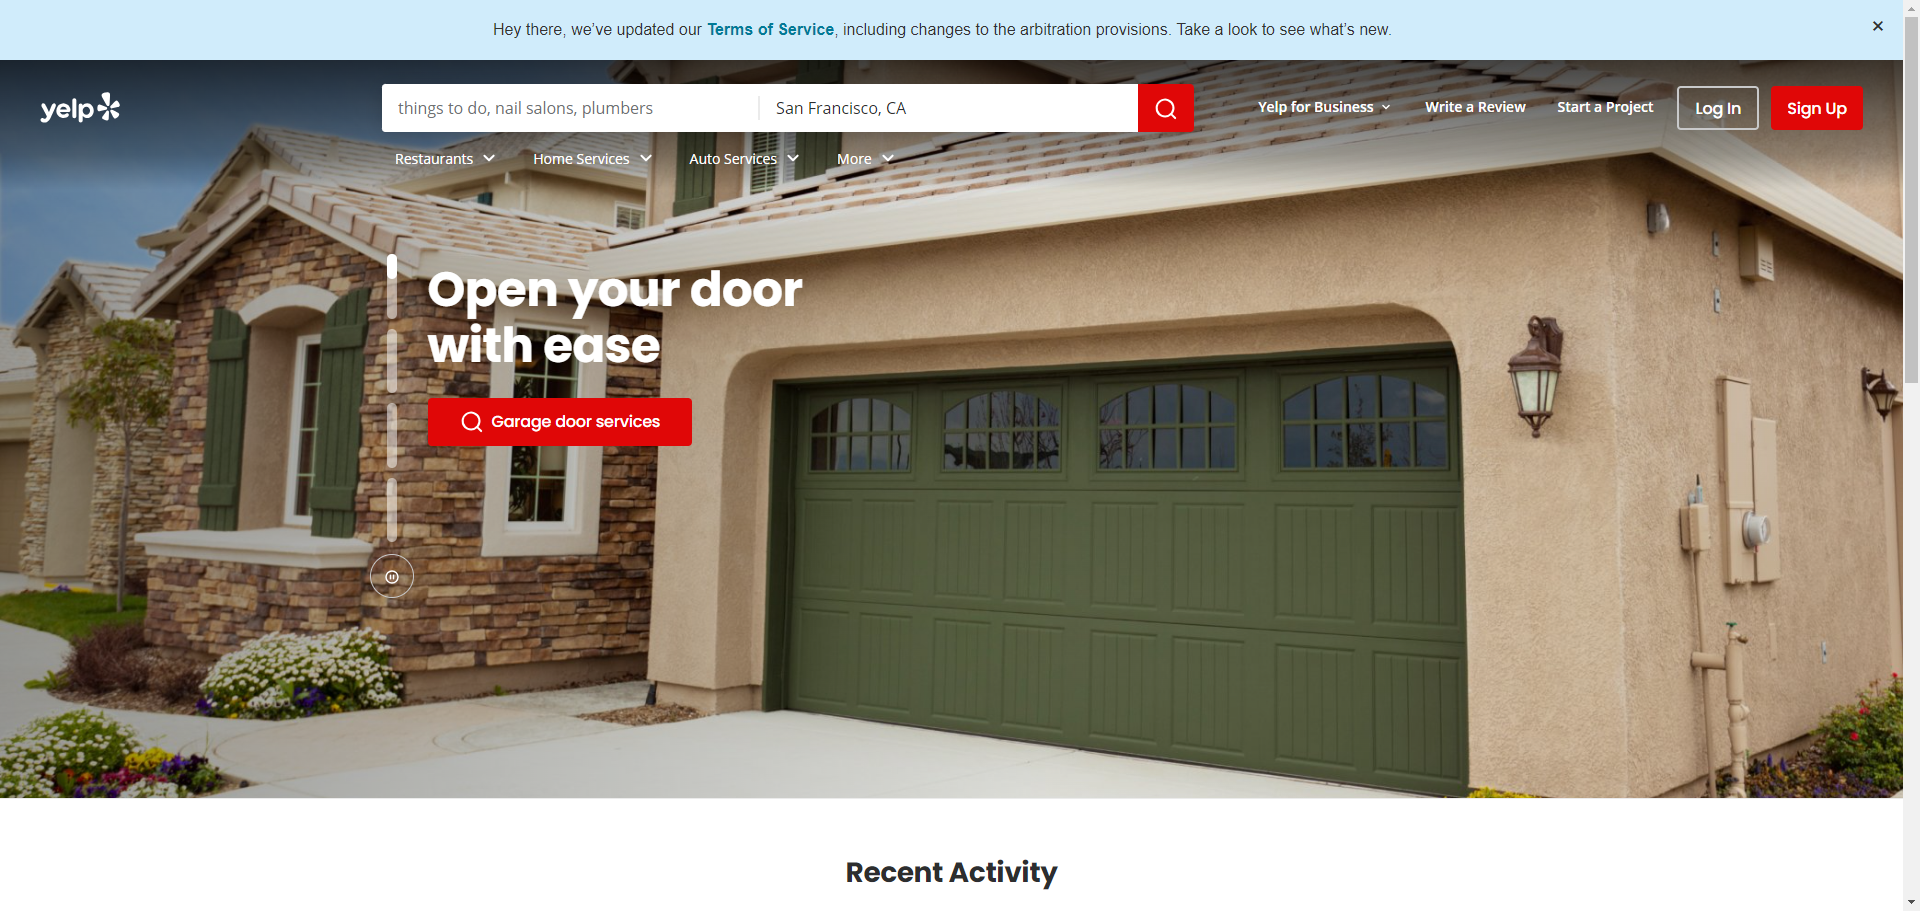 Hey there, we’ve updated our Terms of Service, including changes to the arbitration provisions. Take a look to see what’s new.
yelp
things to do, nail salons, plumbers
San Francisco, CA
Yelp for Business
Write a Review
Start a Project
Log In
Sign Up
Restaurants
Home Services
Auto Services
More
Open your door
with ease
Garage door services
Recent Activity